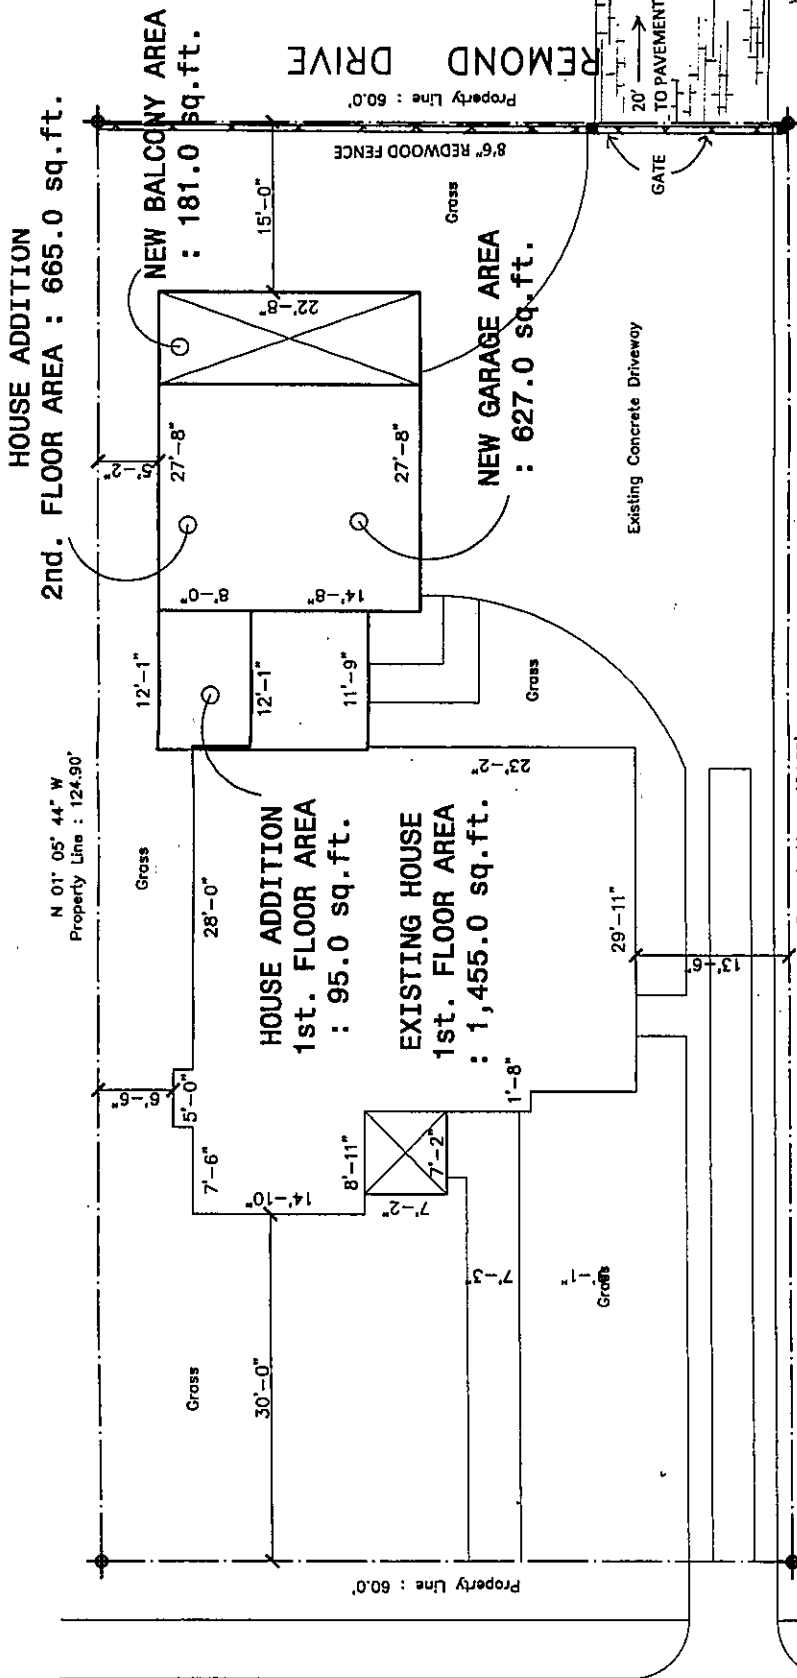 HOUSE ADDITION
2nd. FLOOR AREA : 665.0 sq.ft.
NEW BALCONY AREA
: 181.0 sq.ft.
REMOND DRIVE
Property Line : 60.0'
8'6" REDWOOD FENCE
20'
TO PAVEMENT
GATE
15'-0"
Grass
22'-8"
5'-2"
27'-8"
27'-8"
NEW GARAGE AREA
: 627.0 sq.ft.
Existing Concrete Driveway
8'-0"
14'-8"
12'-1"
12'-1"
11'-9"
Grass
N 01° 05' 44" W
Property Line : 124.90'
Grass
28'-0"
HOUSE ADDITION
1st. FLOOR AREA
: 95.0 sq.ft.
EXISTING HOUSE
1st. FLOOR AREA
: 1,455.0 sq.ft.
23'-2"
29'-11"
13'-6"
6'-6"
5'-0"
7'-6"
14'-10"
8'-11"
7'-2"
7'-2"
1'-8"
7'-3"
Grass
Grass
30'-0"
Property Line : 60.0'